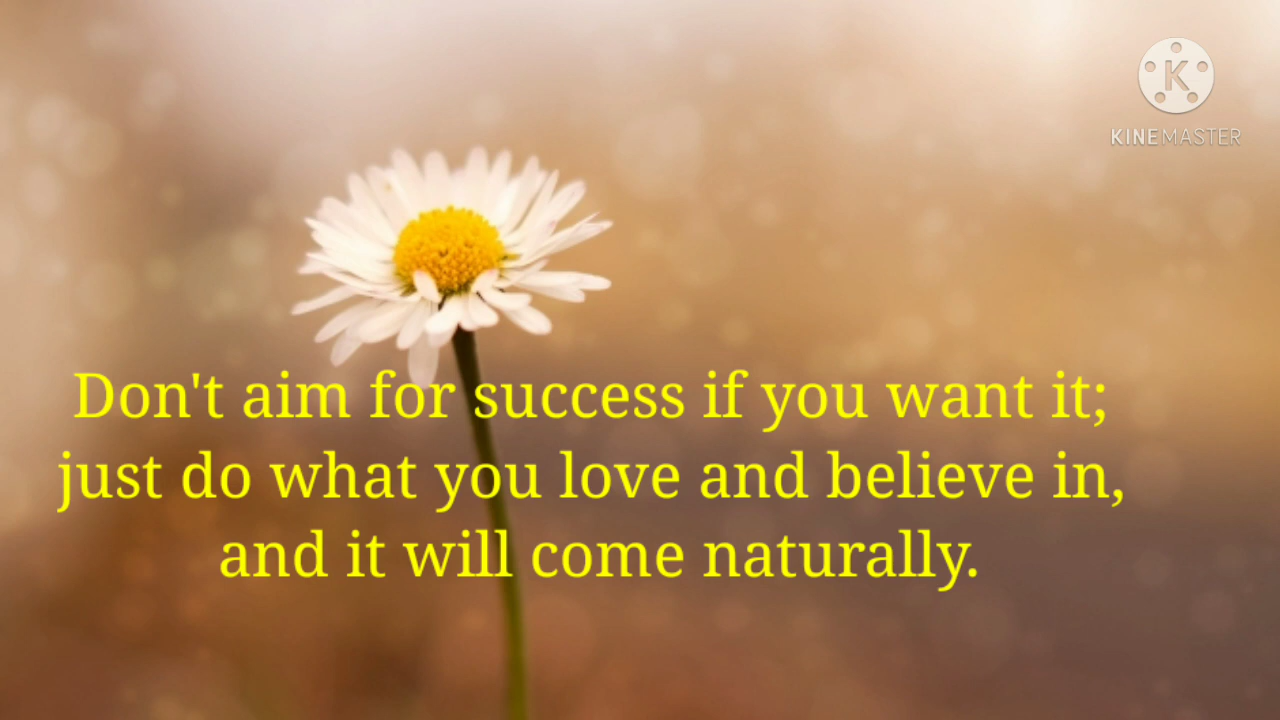 KINEMASTER
Don't aim for success if you want it;
just do what you love and believe in,
and it will come naturally.